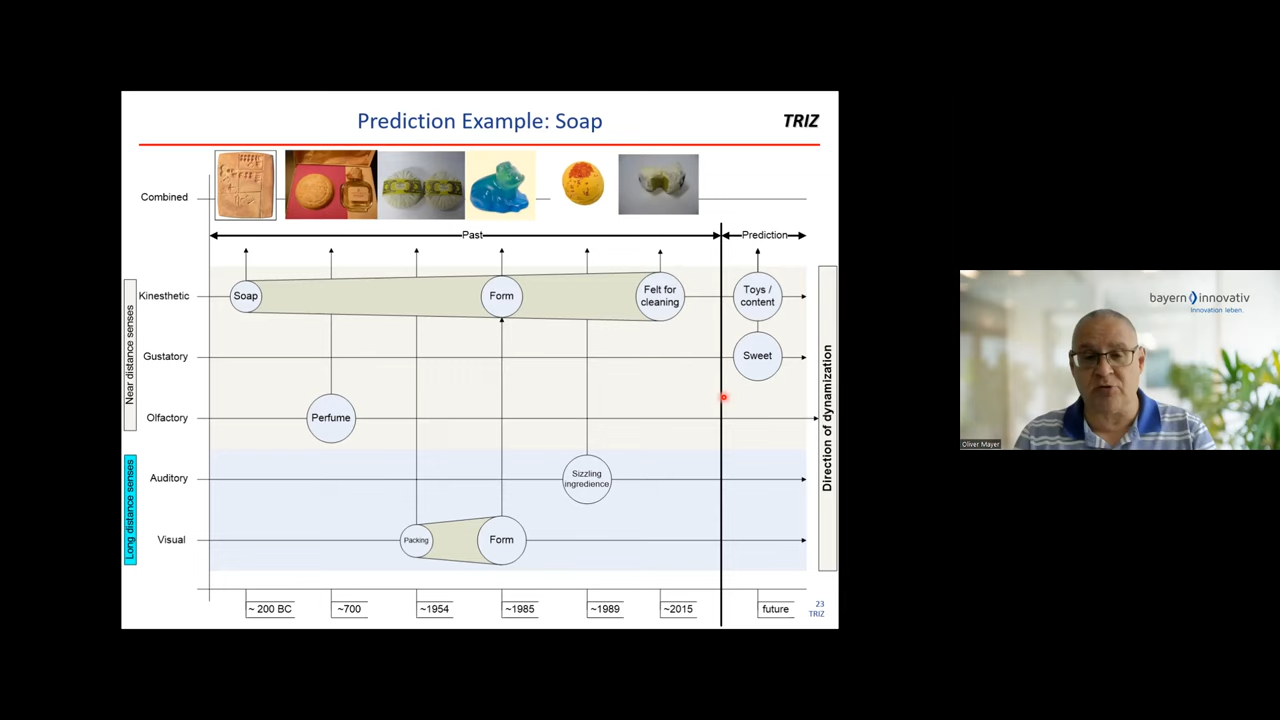 Prediction Example: Soap
TRIZ
Combined
Past
Prediction
Near distance senses
Kinesthetic
Soap
Form
Felt for
cleaning
Toys /
content
Gustatory
Sweet
Olfactory
Perfume
Long distance senses
Auditory
Sizzling
ingredience
Visual
Packing
Form
Direction of dynamization
~ 200 BC
~700
~1954
~1985
~1989
~2015
future
23
TRIZ
bayern innovativ
Innovation leben.
Oliver Mayer